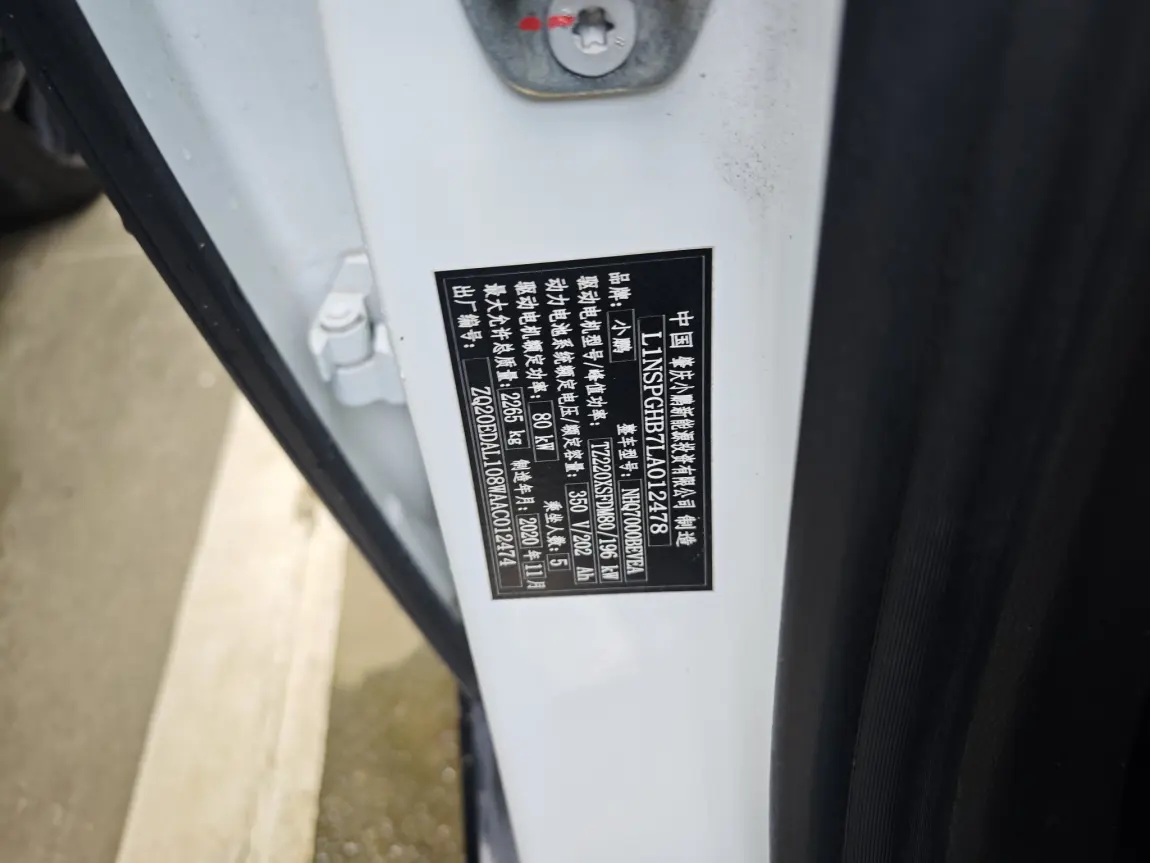 中国 肇庆小鹏新能源投资有限公司 制造
L1NSPGHB7LA012478
品牌：小鹏 整车型号：NHQ7000BEVEA
驱动电机型号/峰值功率：TZ220XSFDM80/196 kW
动力电池系统额定电压/额定容量：350 V/202 Ah
驱动电机额定功率：80 kW 乘坐人数：5
最大允许总质量：2265 kg 制造年月：2020年11月
出厂编号：ZQ20EDAL108WAAC012474